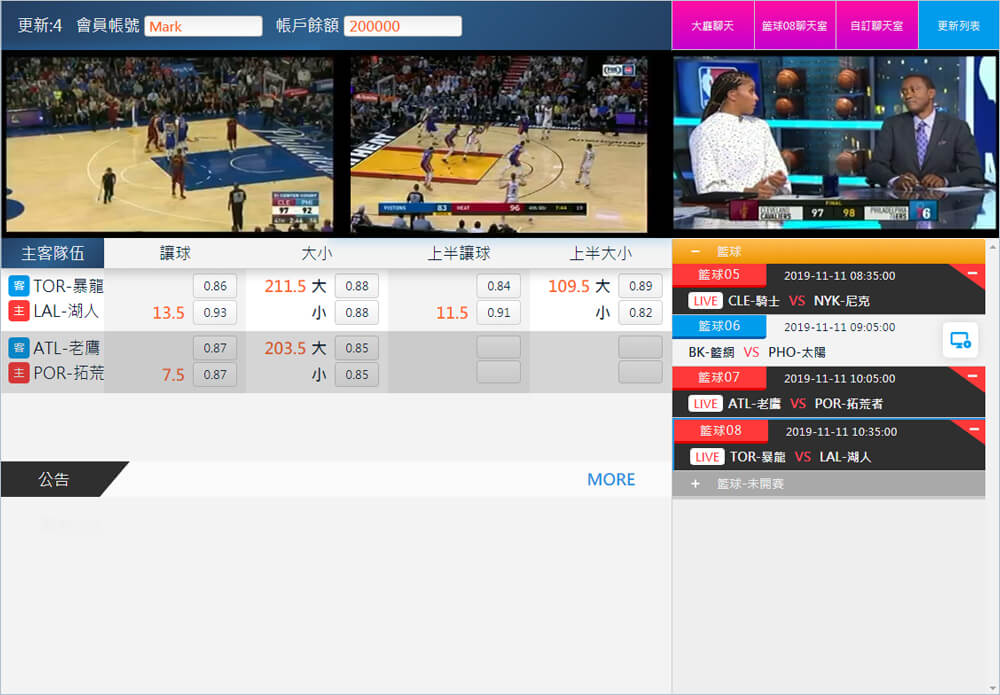 更新:4 會員帳號 Mark 帳戶餘額 200000
大廳聊天 籃球08聊天室 自訂聊天室 更新列表
CLE PHI
97 92
4TH 2:44 14
PISTONS 83 HEAT 96 4th 7:44 19
FINAL
CLEVELAND CAVALIERS 97 98 PHILADELPHIA 76ERS
主客隊伍 讓球 大小 上半讓球 上半大小
客 TOR-暴龍 0.86 211.5 大 0.88 0.84 109.5 大 0.89
主 LAL-湖人 13.5 0.93 小 0.88 11.5 0.91 小 0.82
客 ATL-老鷹 0.87 203.5 大 0.85
主 POR-拓荒 7.5 0.87 小 0.85
公告 MORE
− 籃球
籃球05 2019-11-11 08:35:00
LIVE CLE-騎士 VS NYK-尼克
籃球06 2019-11-11 09:05:00
BK-籃網 VS PHO-太陽
籃球07 2019-11-11 10:05:00
LIVE ATL-老鷹 VS POR-拓荒者
籃球08 2019-11-11 10:35:00
LIVE TOR-暴龍 VS LAL-湖人
+ 籃球-未開賽